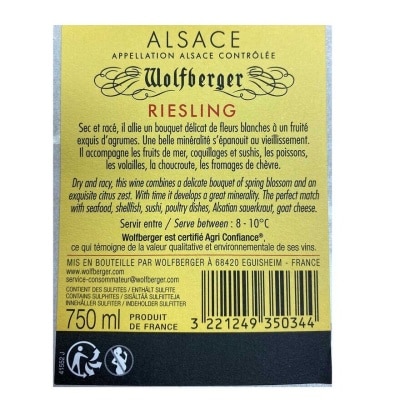 ALSACE
APPELLATION ALSACE CONTRÔLÉE
Wolfberger
RIESLING
Sec et racé, il allie un bouquet délicat de fleurs blanches à un fruité
exquis d'agrumes. Une belle minéralité s'épanouit au vieillissement.
Il accompagne les fruits de mer, coquillages et sushis, les poissons,
les volailles, la choucroute, les fromages de chèvre.
Dry and racy, this wine combines a delicate bouquet of spring blossom and an
exquisite citrus zest. With time it develops a great minerality. The perfect match
with seafood, shellfish, sushi, poultry dishes, Alsatian sauerkraut, goat cheese.
Servir entre / Serve between : 8 - 10°C
Wolfberger est certifié Agri Confiance®,
ce qui témoigne de la valeur qualitative et environnementale de ses vins.
MIS EN BOUTEILLE PAR WOLFBERGER À 68420 EGUISHEIM - FRANCE
www.wolfberger.com
service-consommateur@wolfberger.com
CONTIENT DES SULFITES / ENTHÄLT SULFITE
CONTAINS SULPHITES / SISÄLTÄÄ SULFIITTEJA
INNEHÅLLER SULFITER / INDEHOLDER SULFITTER
750 ml
PRODUIT
DE FRANCE
3 221249 350344
41552 J